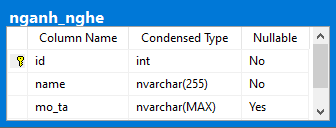 nganh_nghe
Column Name Condensed Type Nullable
id int No
name nvarchar(255) No
mo_ta nvarchar(MAX) Yes